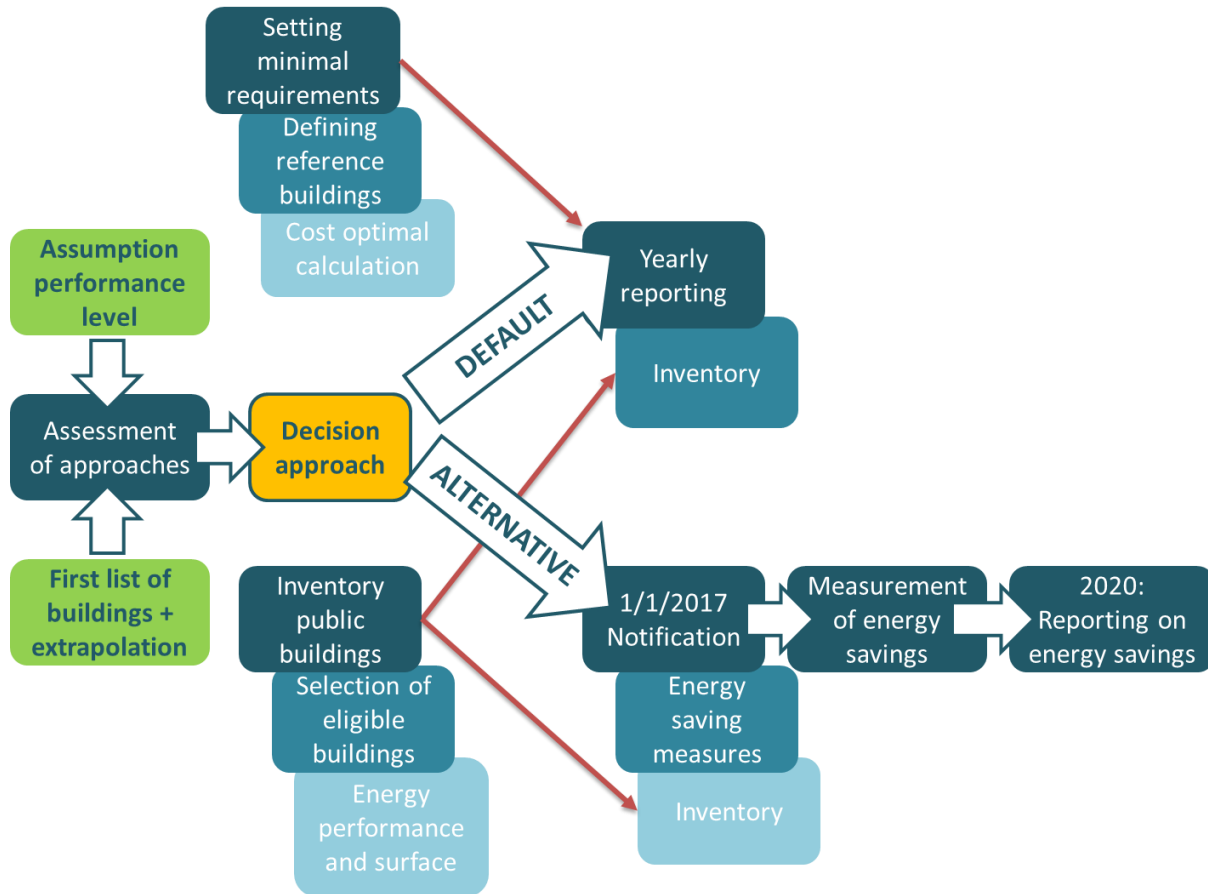 Setting
minimal
requirements
Defining
reference
buildings
Cost optimal
calculation
Assumption
performance
level
Assessment
of approaches
First list of
buildings +
extrapolation
Decision
approach
DEFAULT
ALTERNATIVE
Yearly
reporting
Inventory
Inventory
public
buildings
Selection of
eligible
buildings
Energy
performance
and surface
1/1/2017
Notification
Energy
saving
measures
Inventory
Measurement
of energy
savings
2020:
Reporting on
energy savings